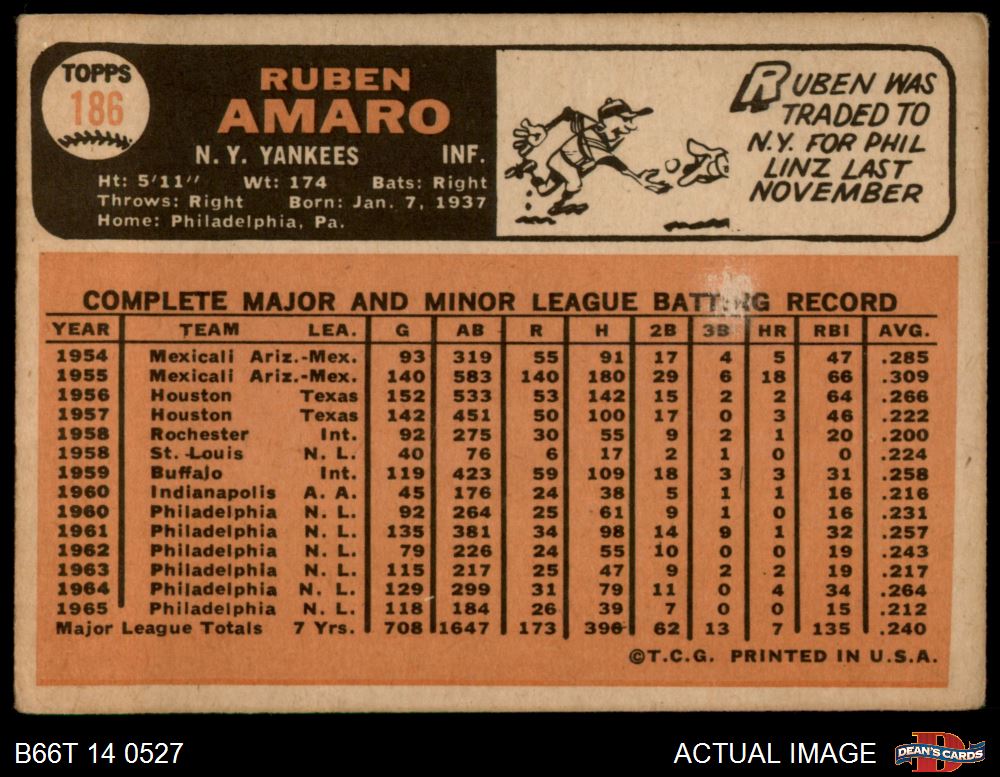 TOPPS
186
RUBEN
AMARO
N. Y. YANKEES INF.
Ht: 5'11" Wt: 174 Bats: Right
Throws: Right Born: Jan. 7, 1937
Home: Philadelphia, Pa.
RUBEN WAS
TRADED TO
N.Y. FOR PHIL
LINZ LAST
NOVEMBER
COMPLETE MAJOR AND MINOR LEAGUE BATTING RECORD
YEAR TEAM LEA. G AB R H 2B 3B HR RBI AVG.
1954 Mexicali Ariz.-Mex. 93 319 55 91 17 4 5 47 .285
1955 Mexicali Ariz.-Mex. 140 583 140 180 29 6 18 66 .309
1956 Houston Texas 152 533 53 142 15 2 2 64 .266
1957 Houston Texas 142 451 50 100 17 0 3 46 .222
1958 Rochester Int. 92 275 30 55 9 2 1 20 .200
1958 St. Louis N. L. 40 76 6 17 2 1 0 0 .224
1959 Buffalo Int. 119 423 59 109 18 3 3 31 .258
1960 Indianapolis A. A. 45 176 24 38 5 1 1 16 .216
1960 Philadelphia N. L. 92 264 25 61 9 1 0 16 .231
1961 Philadelphia N. L. 135 381 34 98 14 9 1 32 .257
1962 Philadelphia N. L. 79 226 24 55 10 0 0 19 .243
1963 Philadelphia N. L. 115 217 25 47 9 2 2 19 .217
1964 Philadelphia N. L. 129 299 31 79 11 0 4 34 .264
1965 Philadelphia N. L. 118 184 26 39 7 0 0 15 .212
Major League Totals 7 Yrs. 708 1647 173 396 62 13 7 135 .240
©T.C.G. PRINTED IN U.S.A.
B66T 14 0527
ACTUAL IMAGE
D
DEAN'S CARDS